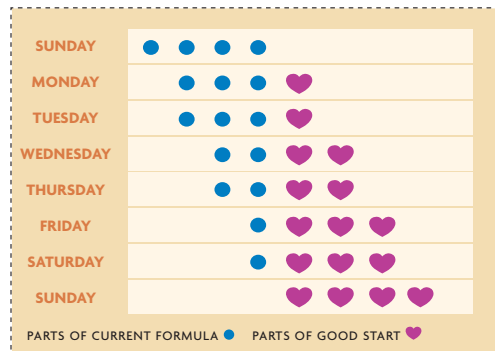 SUNDAY
MONDAY
TUESDAY
WEDNESDAY
THURSDAY
FRIDAY
SATURDAY
SUNDAY
PARTS OF CURRENT FORMULA PARTS OF GOOD START